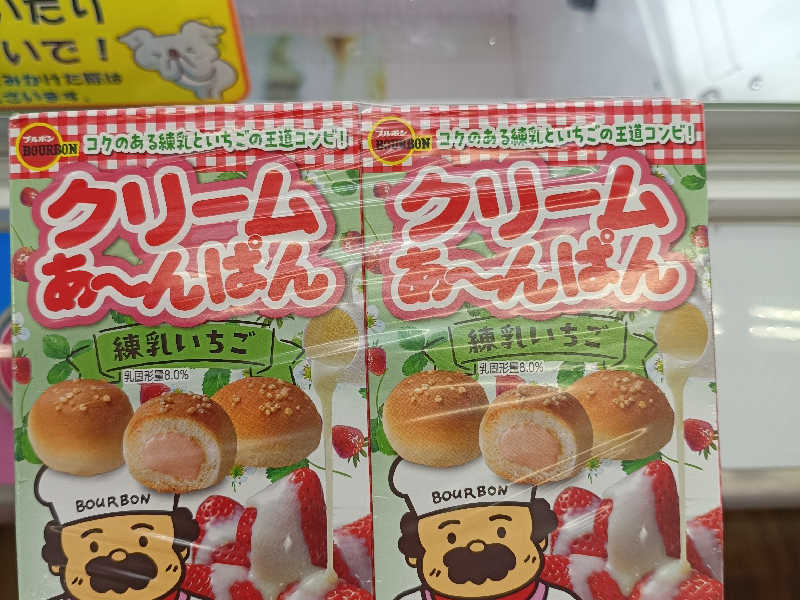 いたり
いで！
みかけた際は
さいます。
ブルボン
BOURBON
コクのある練乳といちごの王道コンビ！
クリーム
あ〜んぱん
練乳いちご
乳固形量8.0%
BOURBON
ブルボン
BOURBON
コクのある練乳といちごの王道コンビ！
クリーム
あ〜んぱん
練乳いちご
乳固形量8.0%
BOURBON